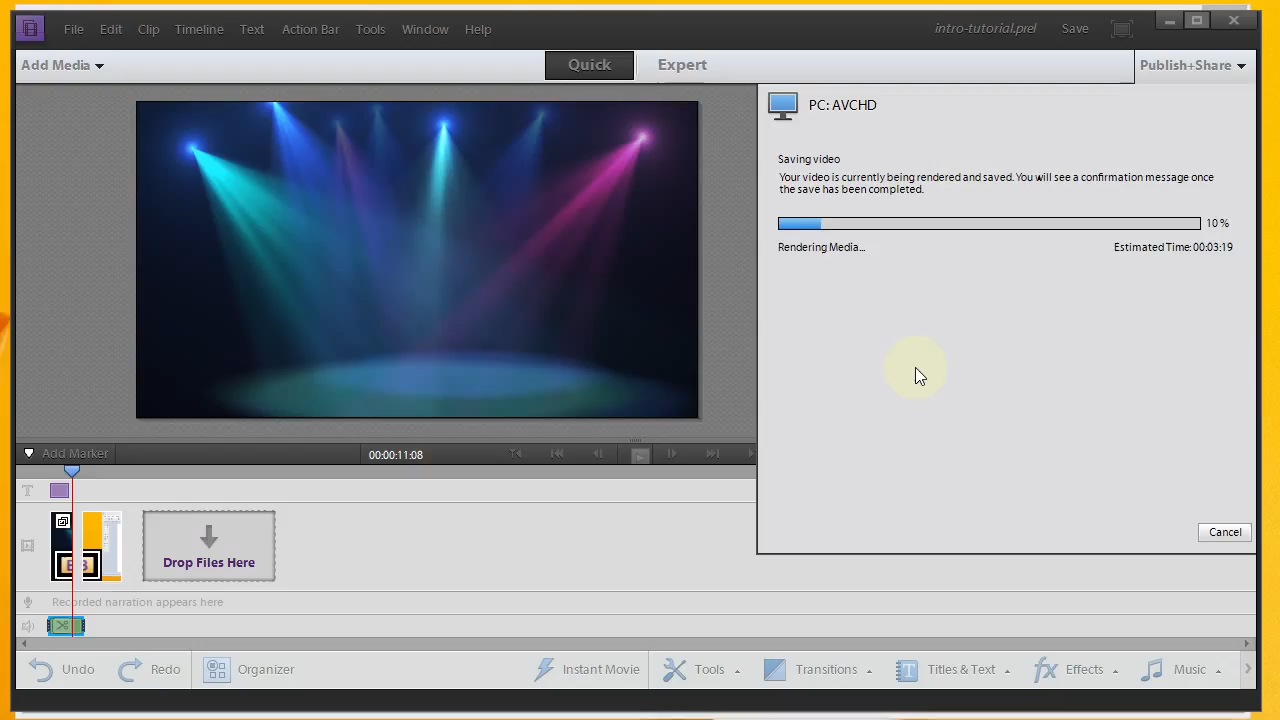 File Edit Clip Timeline Text Action Bar Tools Window Help intro-tutorial.prel Save
Add Media Quick Expert Publish+Share
PC: AVCHD
Saving video
Your video is currently being rendered and saved. You will see a confirmation message once
the save has been completed.
10 %
Rendering Media... Estimated Time: 00:03:19
Cancel
Add Marker 00:00:11:08
T
Drop Files Here
Recorded narration appears here
Undo Redo Organizer Instant Movie Tools Transitions Titles & Text Effects Music